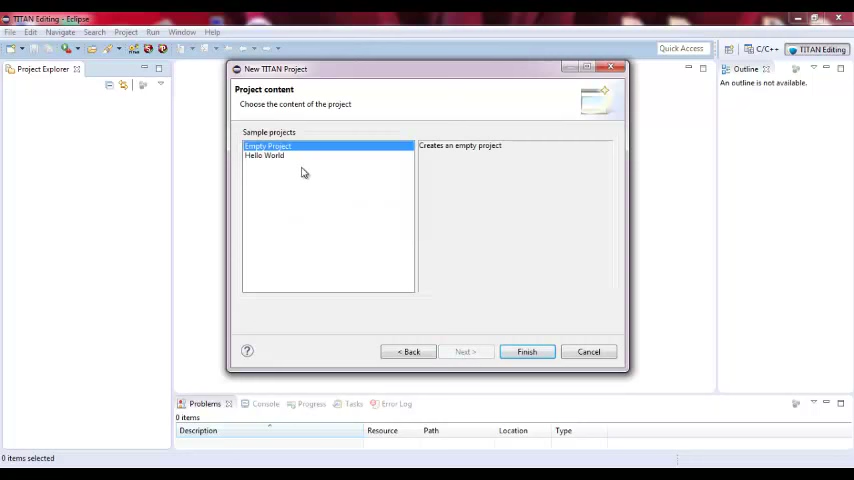 TITAN Editing - Eclipse
File Edit Navigate Search Project Run Window Help
Quick Access
C/C++
TITAN Editing
Project Explorer
New TITAN Project
Outline
An outline is not available.
Project content
Choose the content of the project
Sample projects
Empty Project
Hello World
Creates an empty project
?
< Back
Next >
Finish
Cancel
Problems
Console
Progress
Tasks
Error Log
0 items
Description
Resource
Path
Location
Type
0 items selected